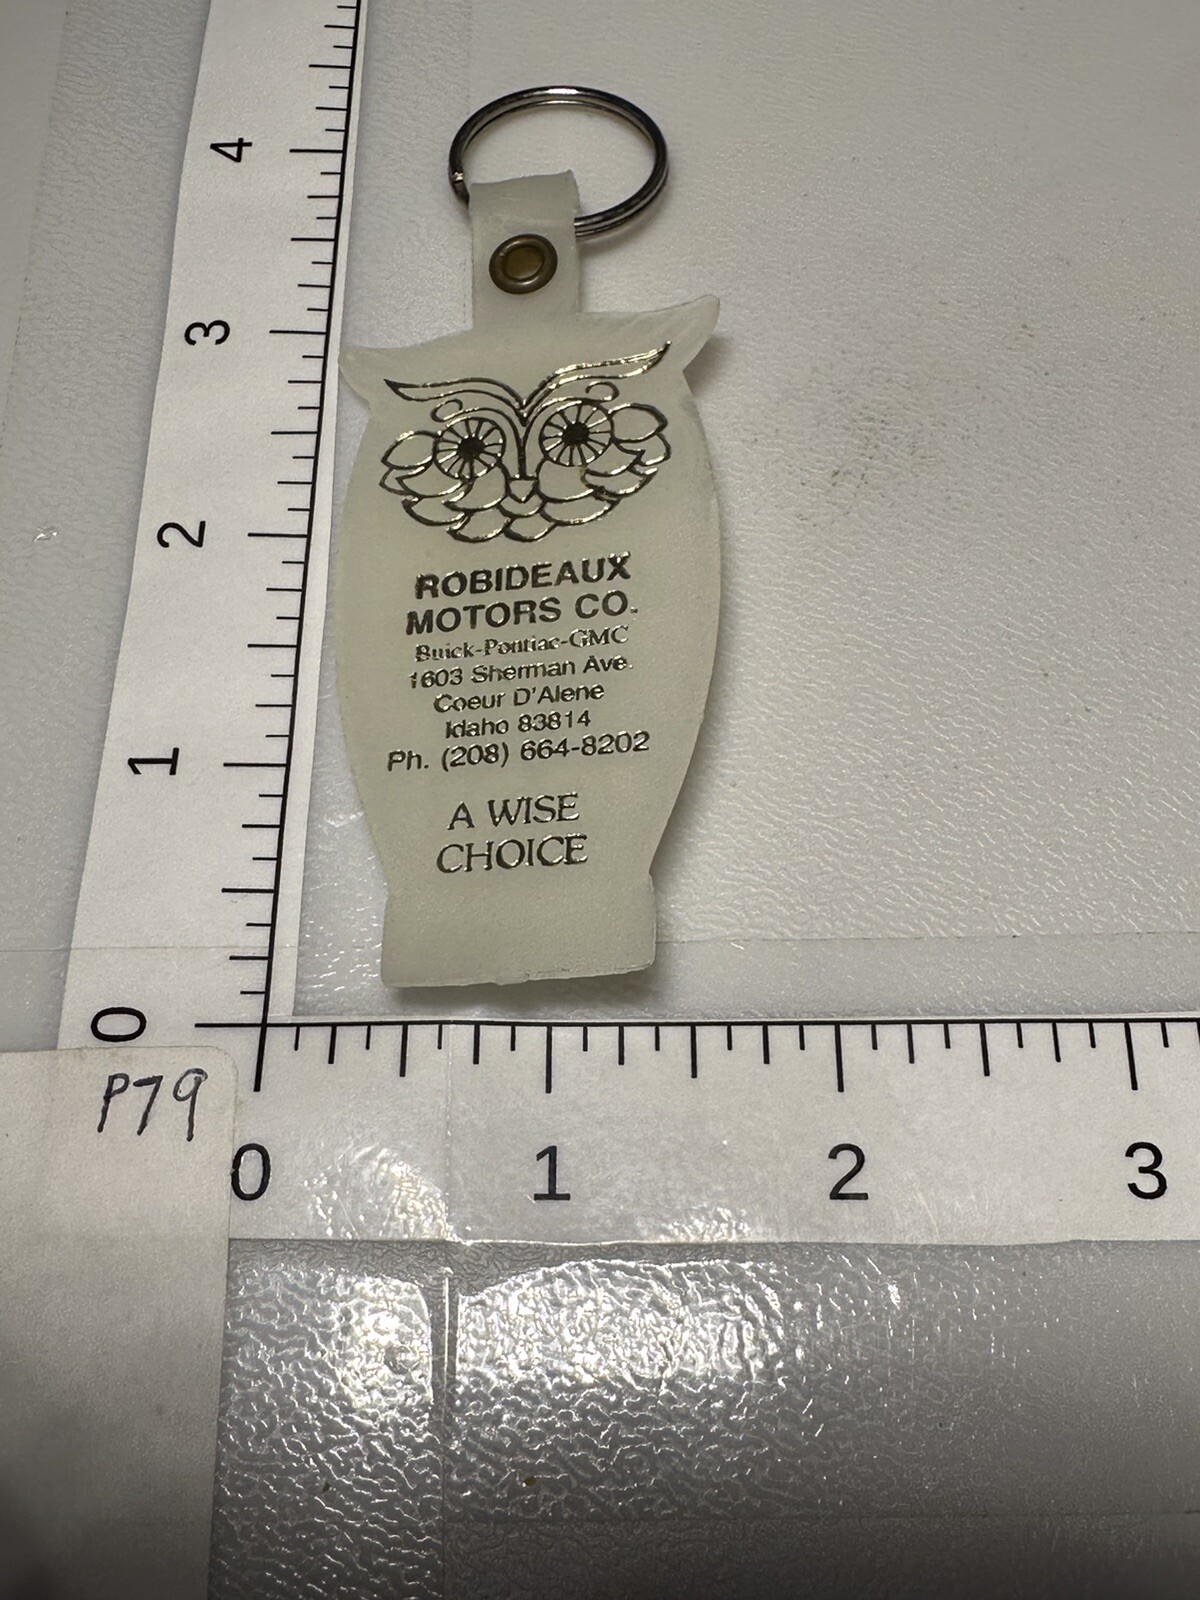 4
3
2
1
0
ROBIDEAUX
MOTORS CO.
Buick-Pontiac-GMC
1603 Sherman Ave.
Coeur D'Alene
Idaho 83814
Ph. (208) 664-8202
A WISE
CHOICE
P79
0 1 2 3